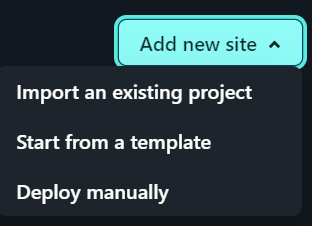 Add new site
Import an existing project
Start from a template
Deploy manually